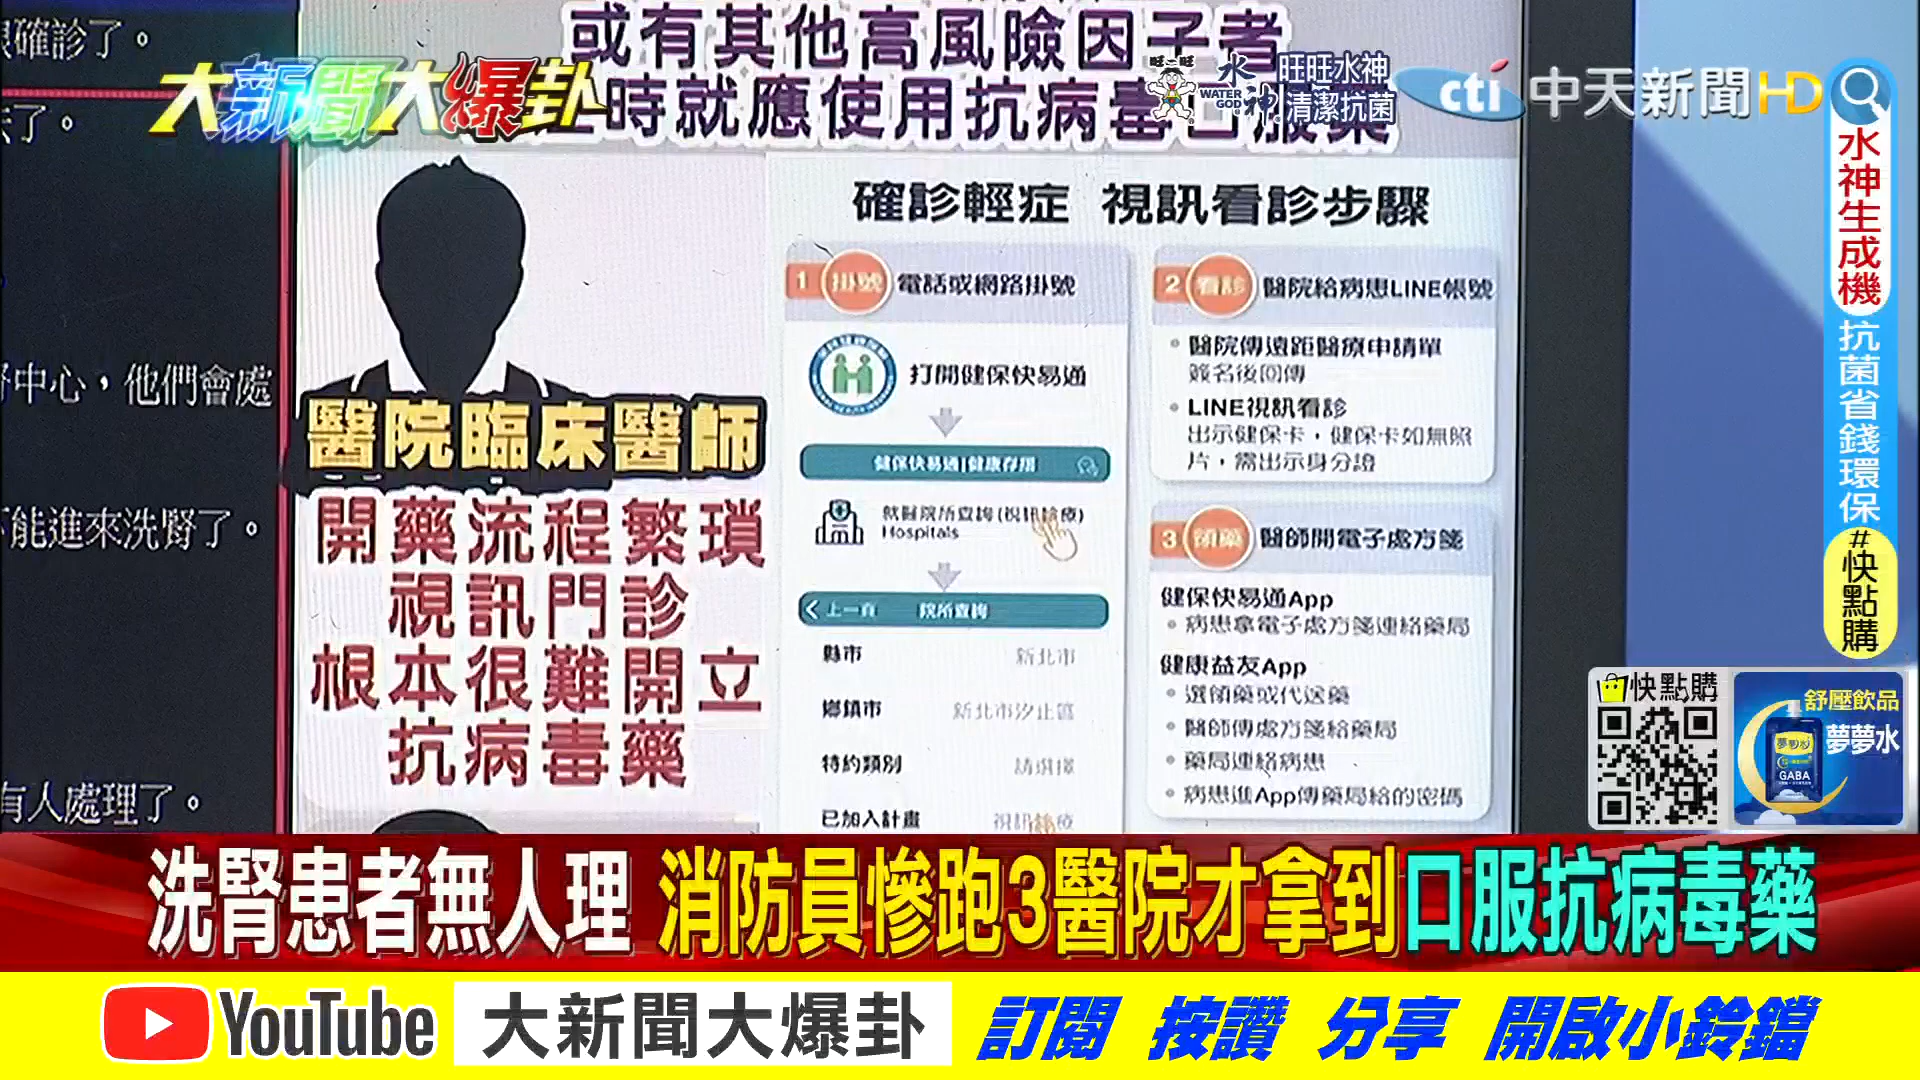 確診了。
大新聞大爆卦
了。
中心，他們會處
能進來洗腎了。
有人處理了。
或有其他高風險因子者
時就應使用抗病毒口服藥
旺旺
水神
WATER GOD
旺旺水神
清潔抗菌
cti 中天新聞HD
水神生成機
抗菌省錢環保
#快點購
醫院臨床醫師
開藥流程繁瑣
視訊門診
根本很難開立
抗病毒藥
確診輕症 視訊看診步驟
1 掛號 電話或網路掛號
打開健保快易通
健保快易通|健康存摺
就醫院所查詢(視訊診療)
Hospitals
上一頁 院所查詢
縣市 新北市
鄉鎮市 新北市汐止區
特約類別 請選擇
已加入計畫 視訊診療
2 看診 醫院給病患LINE帳號
• 醫院傳遠距醫療申請單
簽名後回傳
• LINE視訊看診
出示健保卡，健保卡如無照
片，需出示身分證
3 領藥 醫師開電子處方箋
健保快易通App
• 病患拿電子處方箋連絡藥局
健康益友App
• 選領藥或代送藥
• 醫師傳處方箋給藥局
• 藥局連絡病患
• 病患進App傳藥局給的密碼
快點購
舒壓飲品
夢夢水
夢夢水
GABA
洗腎患者無人理 消防員慘跑3醫院才拿到口服抗病毒藥
YouTube 大新聞大爆卦 訂閱 按讚 分享 開啟小鈴鐺